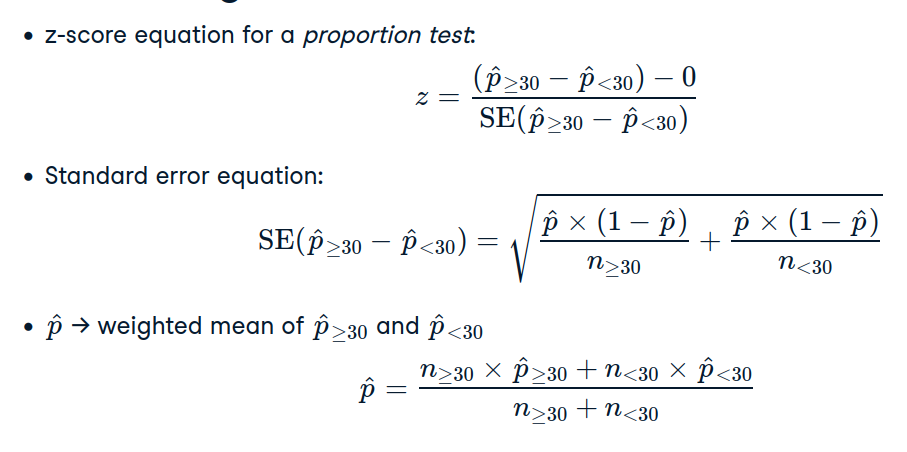 • z-score equation for a proportion test:
z = \frac{(\hat{p}_{\geq 30} - \hat{p}_{<30}) - 0}{\text{SE}(\hat{p}_{\geq 30} - \hat{p}_{<30})}
• Standard error equation:
\text{SE}(\hat{p}_{\geq 30} - \hat{p}_{<30}) = \sqrt{\frac{\hat{p} \times (1 - \hat{p})}{n_{\geq 30}} + \frac{\hat{p} \times (1 - \hat{p})}{n_{<30}}}
• \hat{p} → weighted mean of \hat{p}_{\geq 30} and \hat{p}_{<30}
\hat{p} = \frac{n_{\geq 30} \times \hat{p}_{\geq 30} + n_{<30} \times \hat{p}_{<30}}{n_{\geq 30} + n_{<30}}